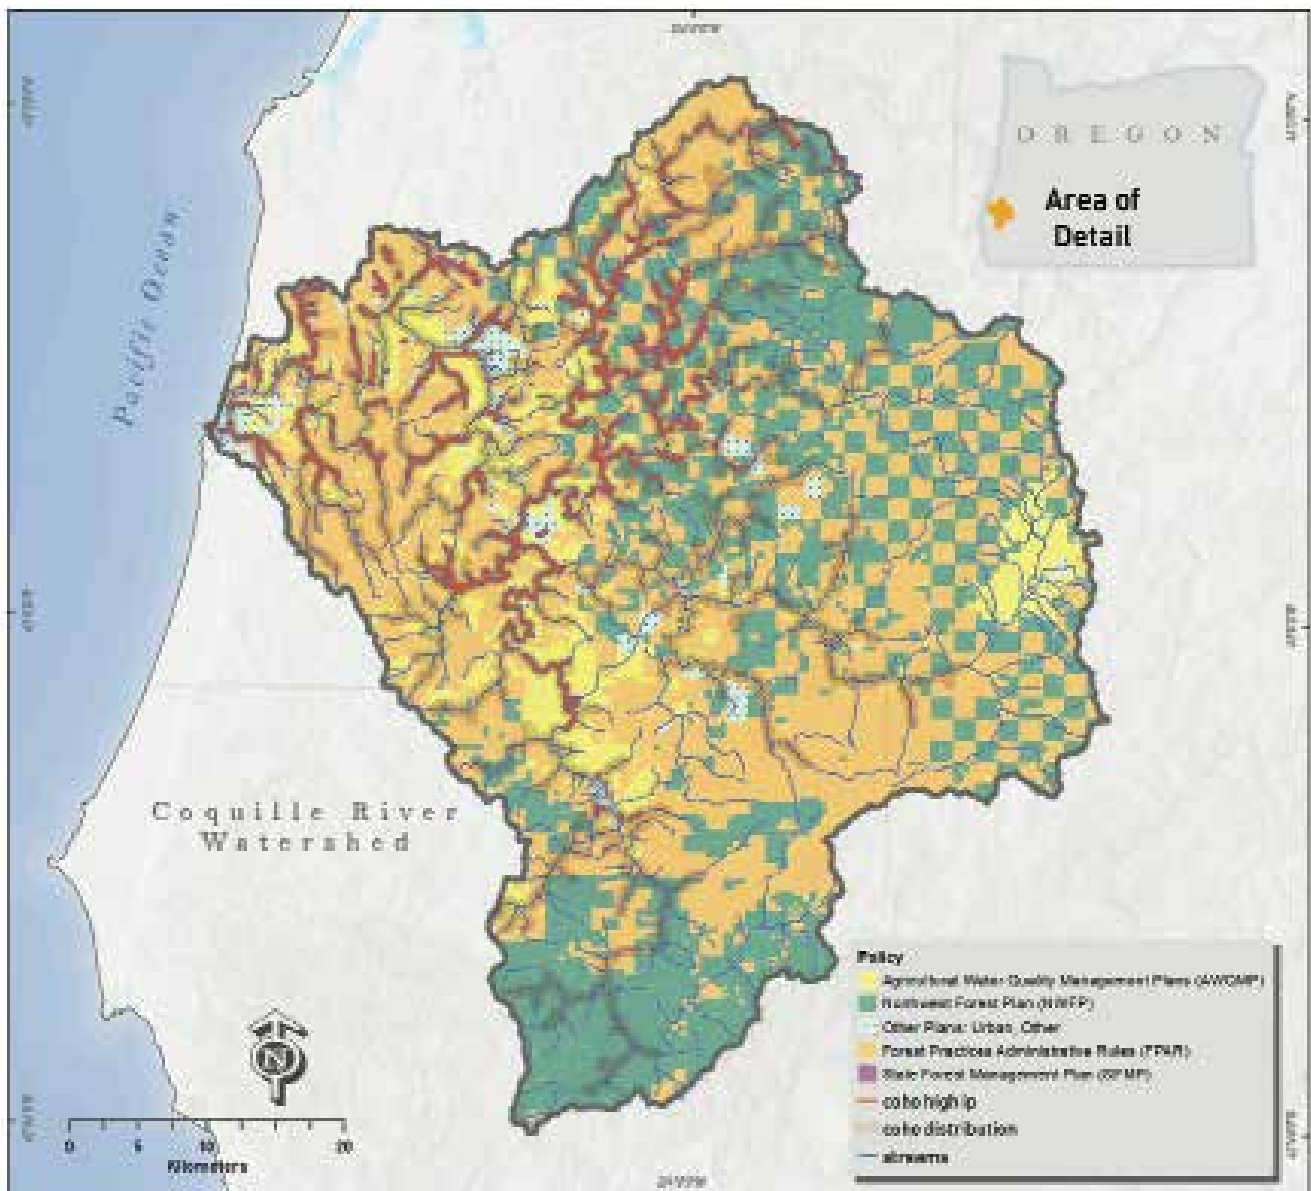 OREGON
Area of
Detail
Pacific Ocean
Coquille River
Watershed
N
0 5 10 20
Kilometers
Policy
Agricultural Water Quality Management Plans (AWQMP)
Northwest Forest Plan (NWFP)
Other Plans: Urban, Other
Forest Practices Administrative Rules (FPAR)
State Forest Management Plan (SFMP)
coho high ip
coho distribution
streams